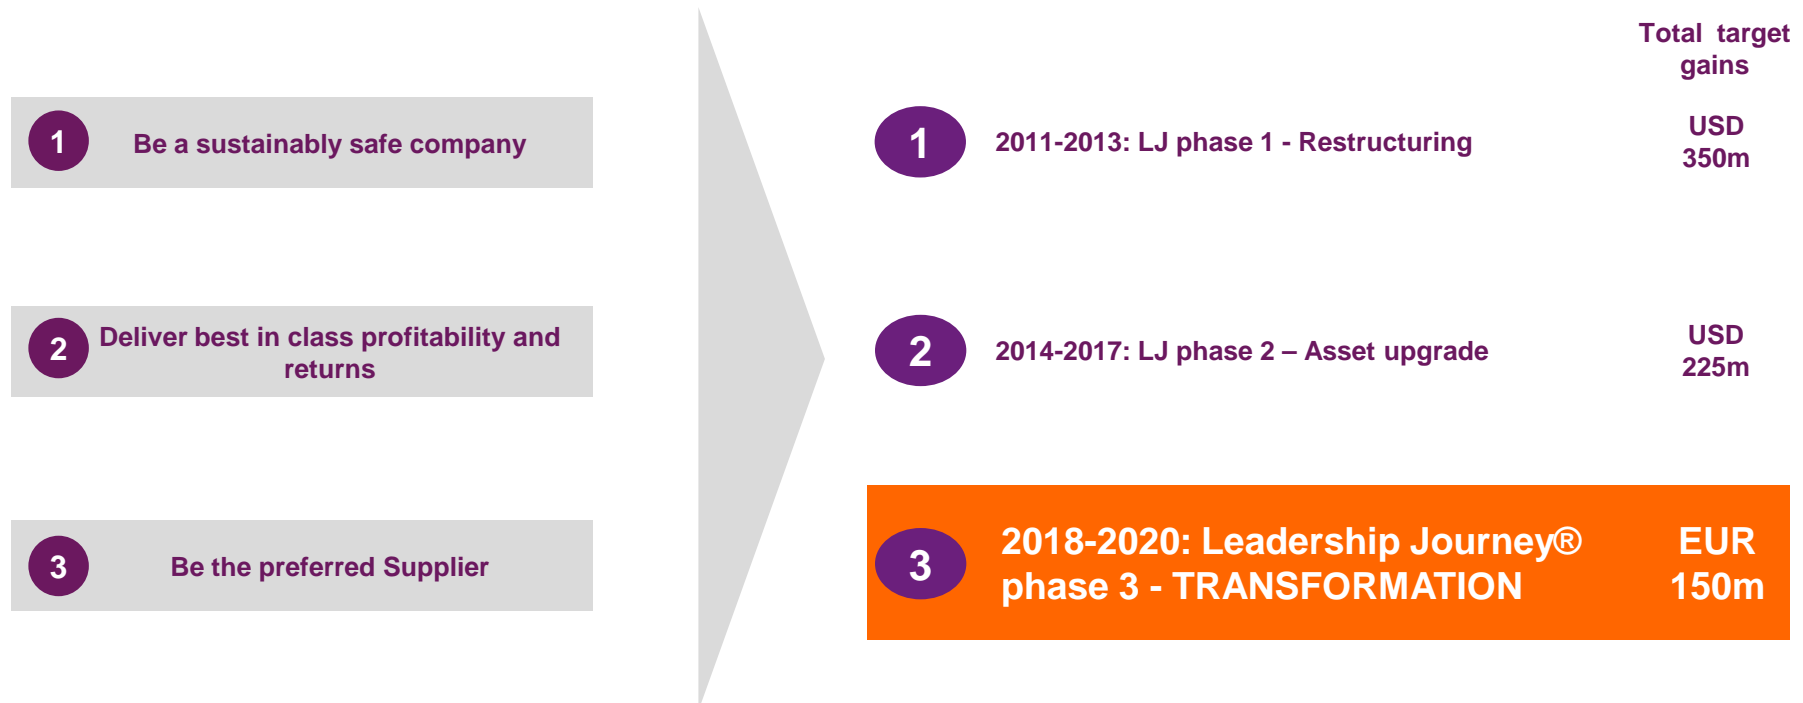 1
Be a sustainably safe company
2
Deliver best in class profitability and
returns
3
Be the preferred Supplier
Total target
gains
1
2011-2013: LJ phase 1 - Restructuring
USD
350m
2
2014-2017: LJ phase 2 – Asset upgrade
USD
225m
3
2018-2020: Leadership Journey®
phase 3 - TRANSFORMATION
EUR
150m